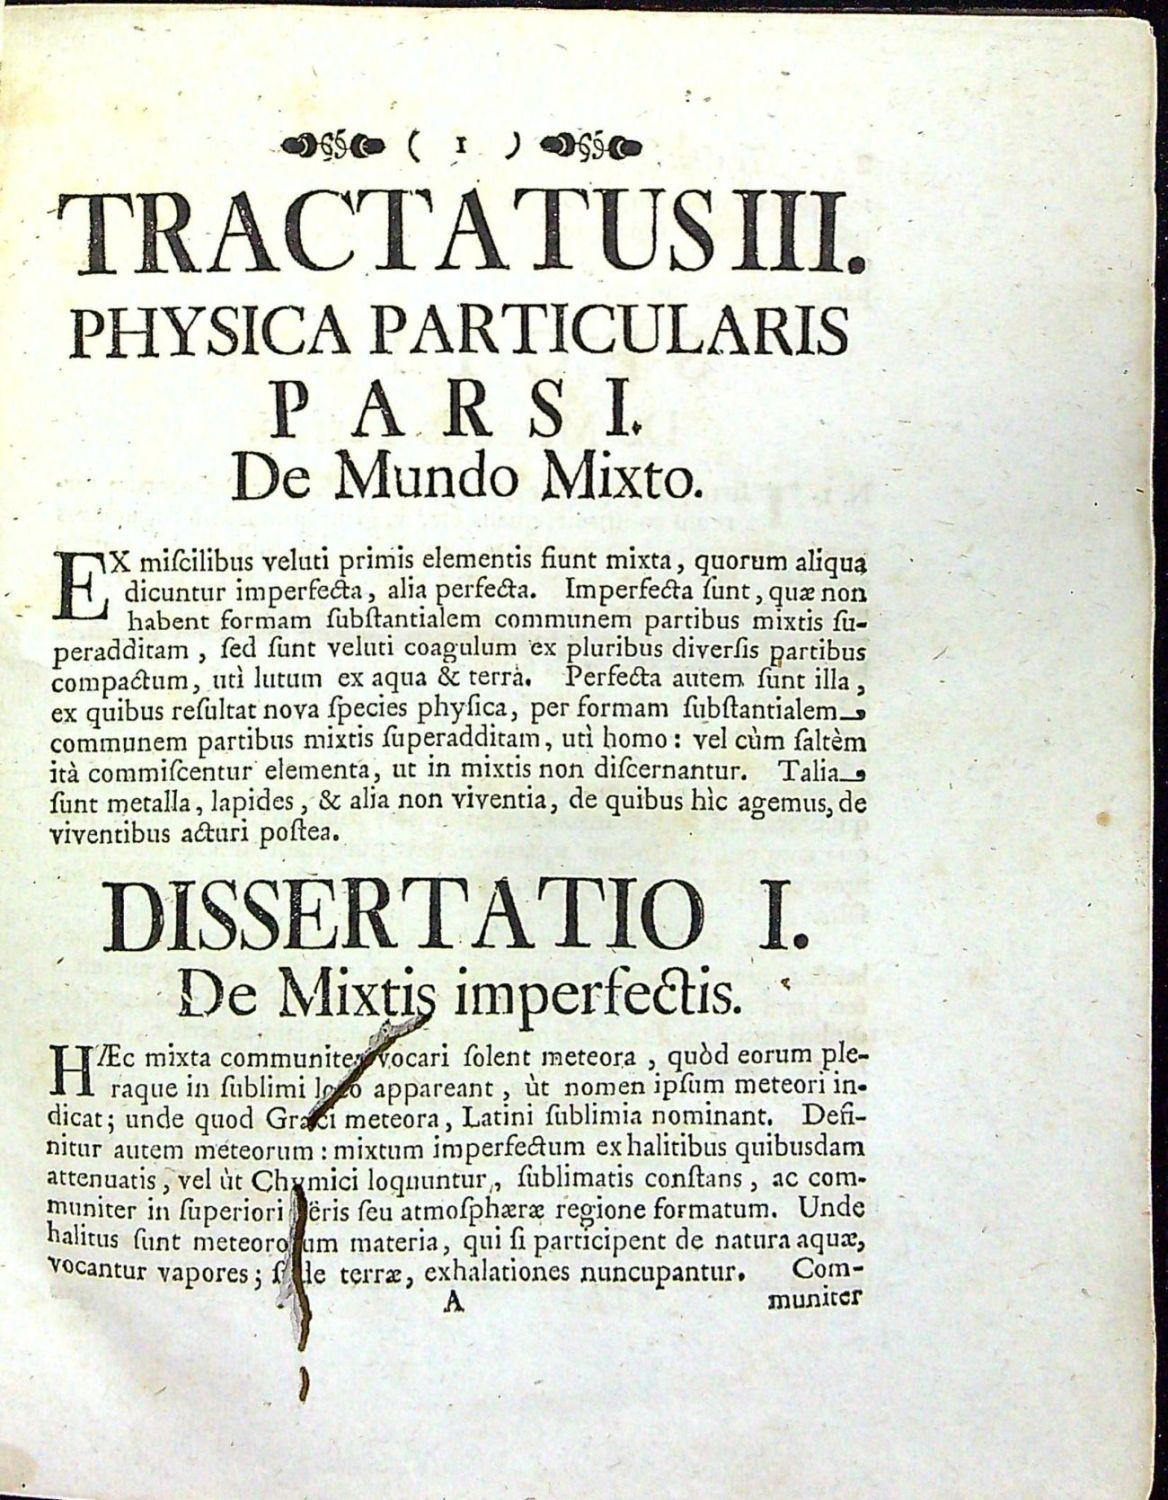 ( 1 )
TRACTATUS III.
PHYSICA PARTICULARIS
PARS I.
De Mundo Mixto.
EX miſcilibus veluti primis elementis fiunt mixta, quorum aliqua
dicuntur imperfecta, alia perfecta. Imperfecta ſunt, quæ non
habent formam ſubſtantialem communem partibus mixtis ſu-
peradditam, ſed ſunt veluti coagulum ex pluribus diverſis partibus
compactum, utì lutum ex aqua & terrà. Perfecta autem ſunt illa,
ex quibus reſultat nova ſpecies phyſica, per formam ſubſtantialem
communem partibus mixtis ſuperadditam, utì homo: vel cùm ſaltèm
ità commiſcentur elementa, ut in mixtis non diſcernantur. Talia
ſunt metalla, lapides, & alia non viventia, de quibus hìc agemus, de
viventibus acturi poſtea.
DISSERTATIO I.
De Mixtis imperfectis.
HÆc mixta communiter vocari ſolent meteora, quòd eorum ple-
raque in ſublimi loco appareant, ùt nomen ipſum meteori in-
dicat; unde quod Græci meteora, Latini ſublimia nominant. Defi-
nitur autem meteorum: mixtum imperfectum ex halitibus quibusdam
attenuatis, vel ùt Chymici loquuntur, ſublimatis conſtans, ac com-
muniter in ſuperiori aëris ſeu atmoſphæræ regione formatum. Unde
halitus ſunt meteororum materia, qui ſi participent de natura aquæ,
vocantur vapores; ſi de terræ, exhalationes nuncupantur. Com-
A muniter